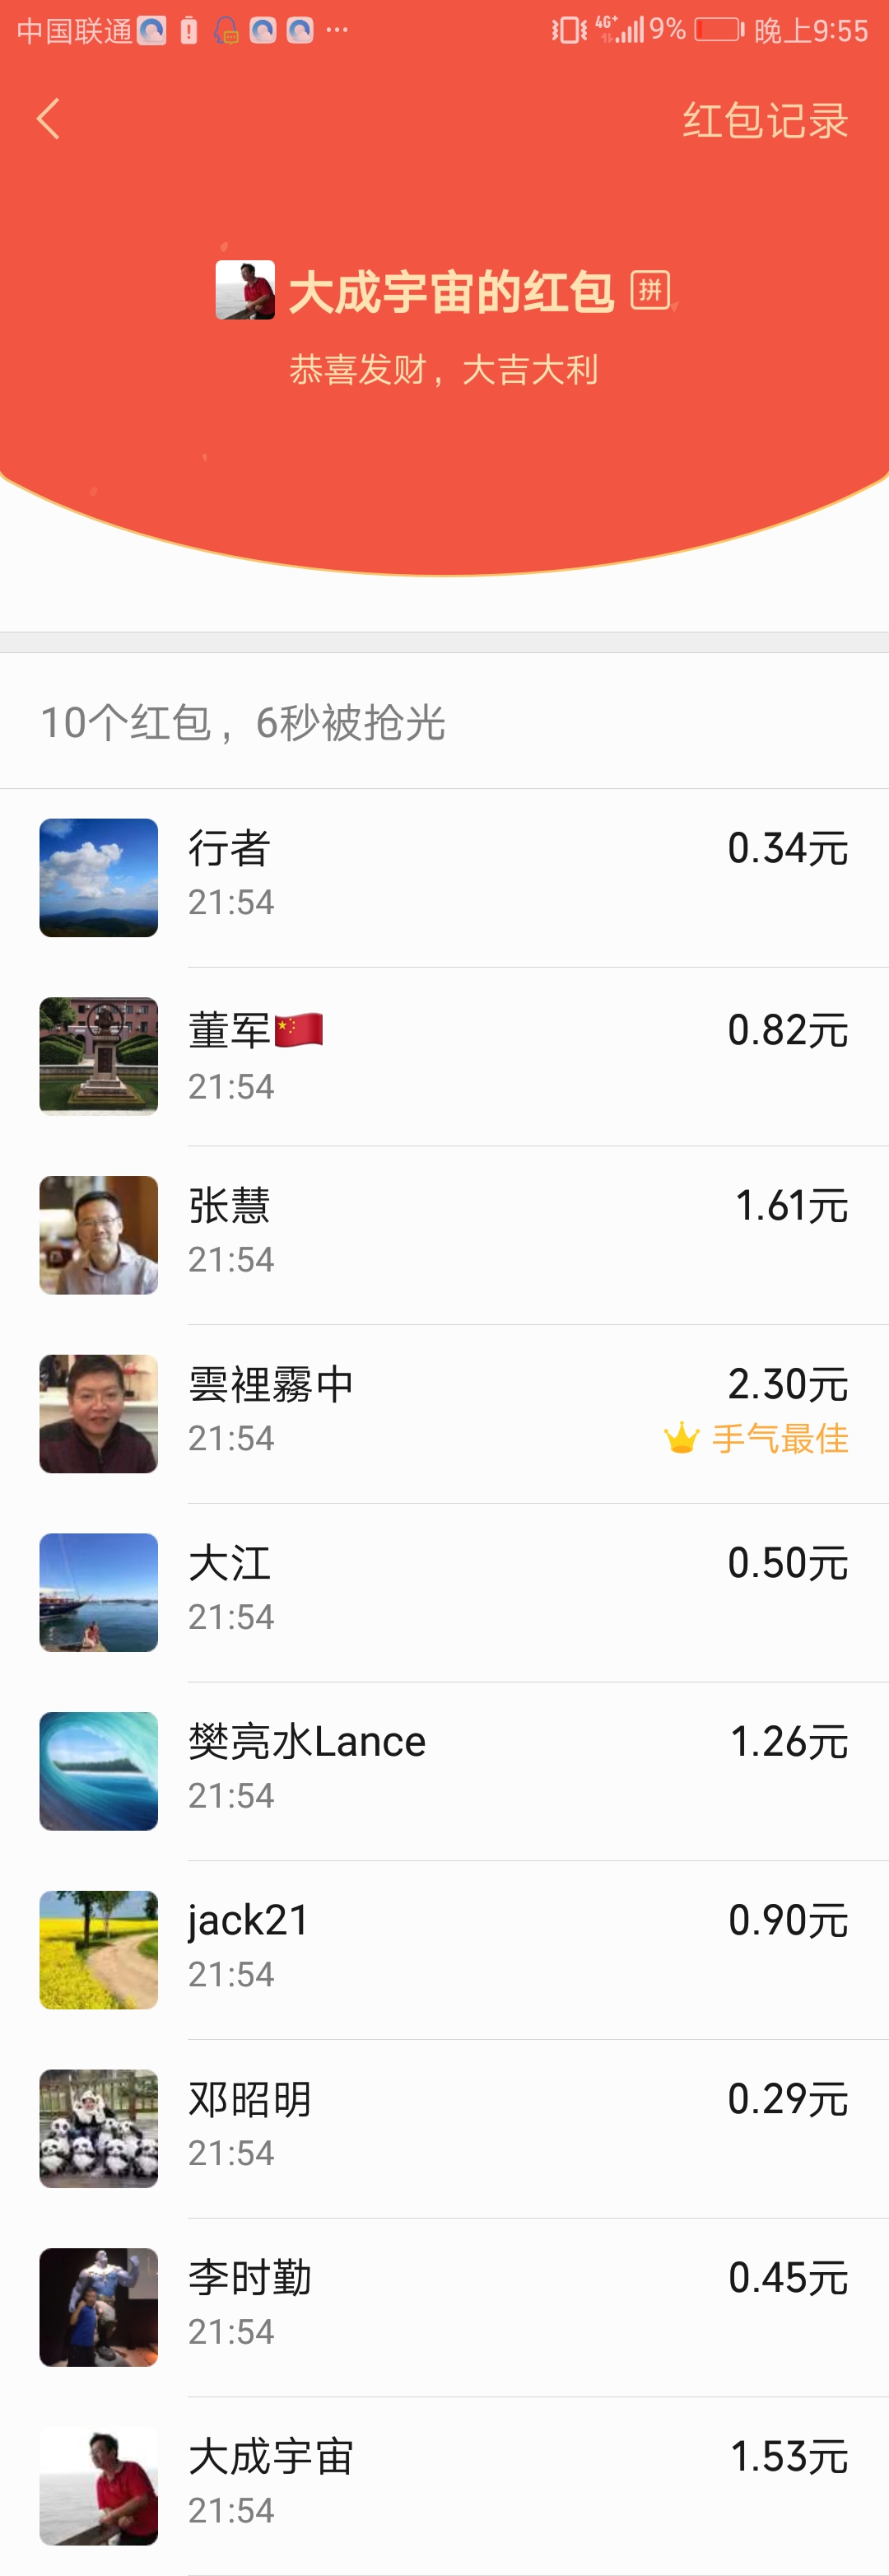 中国联通 ... 4G+ 9% 晚上9:55
红包记录
大成宇宙的红包 拼
恭喜发财，大吉大利
10个红包，6秒被抢光
行者 0.34元
21:54
董军🇨🇳 0.82元
21:54
张慧 1.61元
21:54
雲裡霧中 2.30元
21:54 手气最佳
大江 0.50元
21:54
樊亮水Lance 1.26元
21:54
jack21 0.90元
21:54
邓昭明 0.29元
21:54
李时勤 0.45元
21:54
大成宇宙 1.53元
21:54